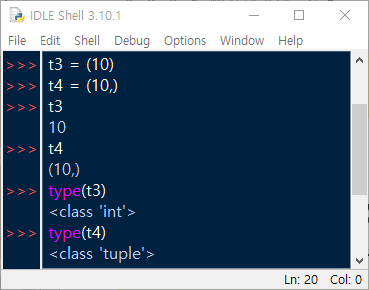 IDLE Shell 3.10.1
File Edit Shell Debug Options Window Help
>>> t3 = (10)
>>> t4 = (10,)
>>> t3
10
>>> t4
(10,)
>>> type(t3)
<class 'int'>
>>> type(t4)
<class 'tuple'>
Ln: 20 Col: 0